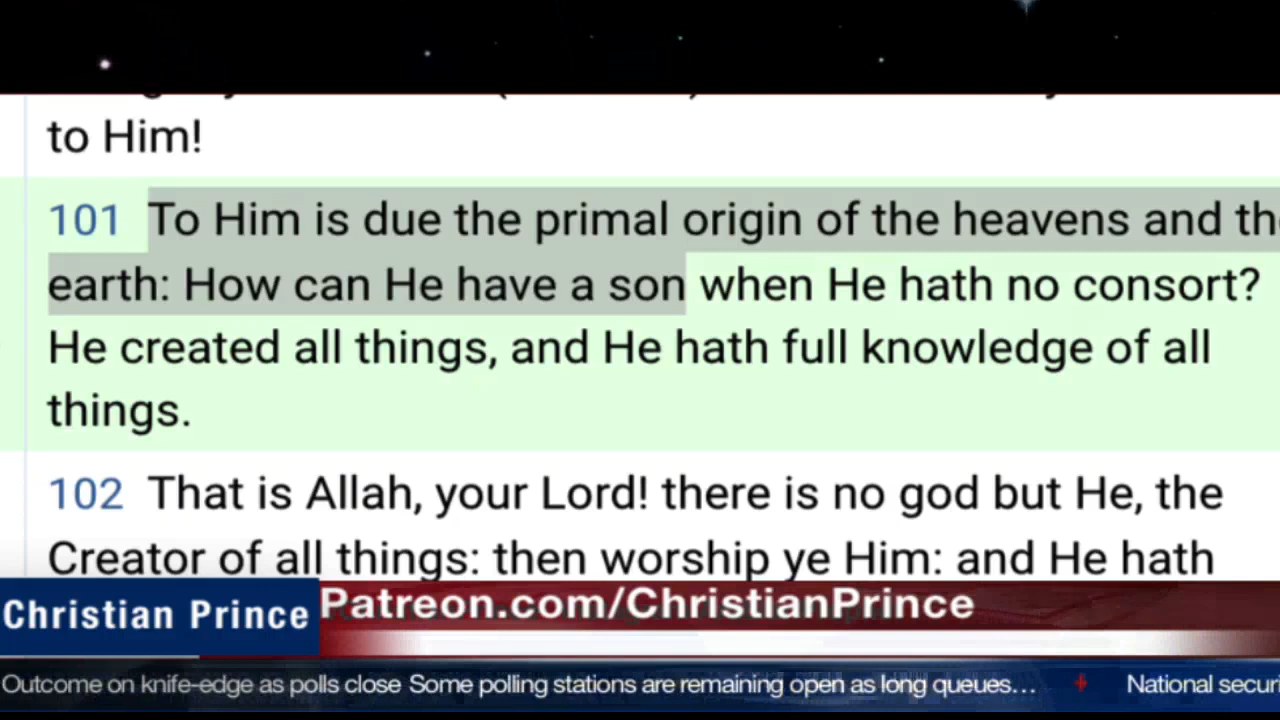 to Him!
101 To Him is due the primal origin of the heavens and
earth: How can He have a son when He hath no consort?
He created all things, and He hath full knowledge of all
things.
102 That is Allah, your Lord! there is no god but He, the
Creator of all things: then worship ye Him: and He hath
Christian Prince
Patreon.com/ChristianPrince
Outcome on knife-edge as polls close Some polling stations are remaining open as long queues... National